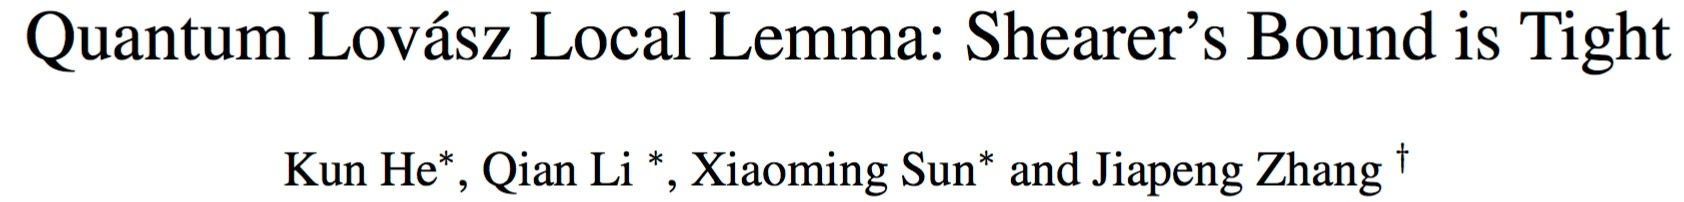 Quantum Lovász Local Lemma: Shearer's Bound is Tight
Kun He*, Qian Li *, Xiaoming Sun* and Jiapeng Zhang †